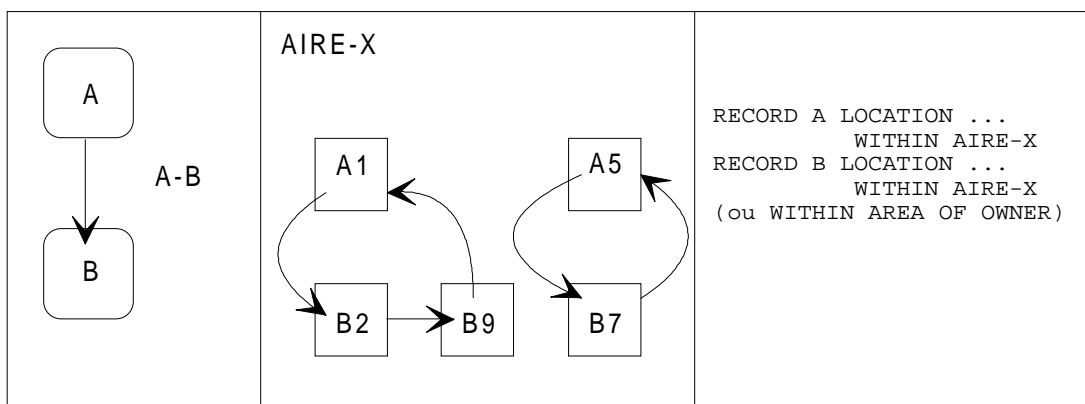 A
A-B
B
AIRE-X
A1
A5
B2
B9
B7
RECORD A LOCATION ...
WITHIN AIRE-X
RECORD B LOCATION ...
WITHIN AIRE-X
(ou WITHIN AREA OF OWNER)